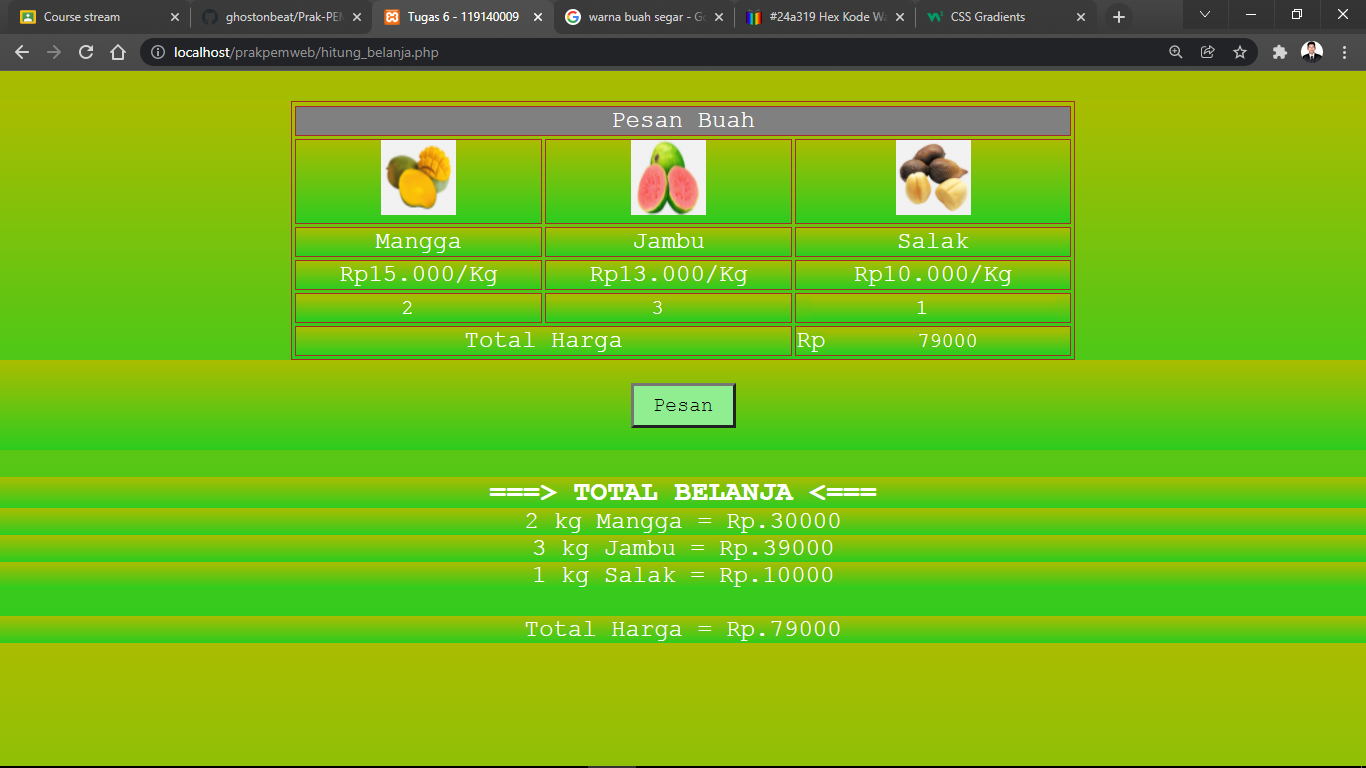 Course stream
ghostonbeat/Prak-PEM
Tugas 6 - 119140009
warna buah segar - Go
#24a319 Hex Kode Wa
CSS Gradients
localhost/prakpemweb/hitung_belanja.php
Pesan Buah
Mangga Jambu Salak
Rp15.000/Kg Rp13.000/Kg Rp10.000/Kg
2 3 1
Total Harga Rp 79000
Pesan
===> TOTAL BELANJA <===
2 kg Mangga = Rp.30000
3 kg Jambu = Rp.39000
1 kg Salak = Rp.10000
Total Harga = Rp.79000